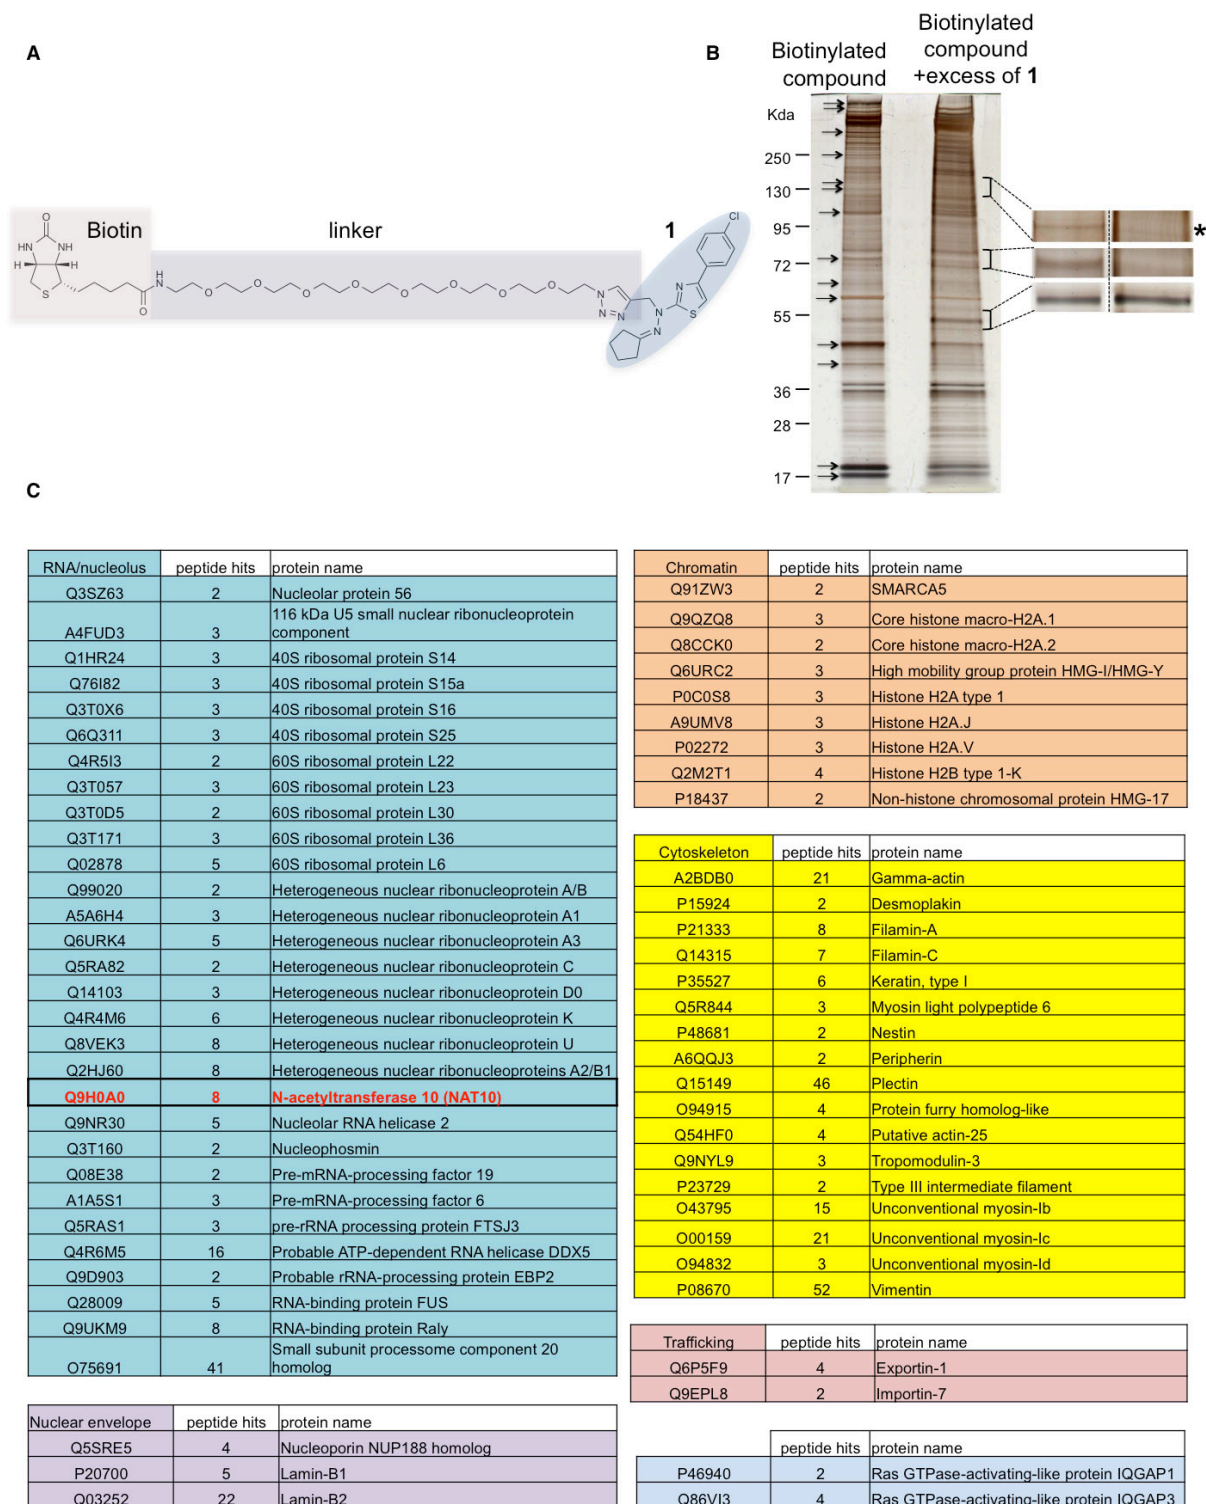 A
B
Biotinylated
compound
Biotinylated
compound
+excess of 1
Kda
250
130
95
72
55
36
28
17
*
Biotin
linker
1
Cl
O
HN
NH
H
H
S
O
H
N
O
O
O
O
O
O
O
O
N
N
N
N
N
N
S
C
RNA/nucleolus peptide hits protein name
Q3SZ63 2 Nucleolar protein 56
A4FUD3 3 116 kDa U5 small nuclear ribonucleoprotein
component
Q1HR24 3 40S ribosomal protein S14
Q76I82 3 40S ribosomal protein S15a
Q3T0X6 3 40S ribosomal protein S16
Q6Q311 3 40S ribosomal protein S25
Q4R5I3 2 60S ribosomal protein L22
Q3T057 3 60S ribosomal protein L23
Q3T0D5 2 60S ribosomal protein L30
Q3T171 3 60S ribosomal protein L36
Q02878 5 60S ribosomal protein L6
Q99020 2 Heterogeneous nuclear ribonucleoprotein A/B
A5A6H4 3 Heterogeneous nuclear ribonucleoprotein A1
Q6URK4 5 Heterogeneous nuclear ribonucleoprotein A3
Q5RA82 2 Heterogeneous nuclear ribonucleoprotein C
Q14103 3 Heterogeneous nuclear ribonucleoprotein D0
Q4R4M6 6 Heterogeneous nuclear ribonucleoprotein K
Q8VEK3 8 Heterogeneous nuclear ribonucleoprotein U
Q2HJ60 8 Heterogeneous nuclear ribonucleoproteins A2/B1
Q9H0A0 8 N-acetyltransferase 10 (NAT10)
Q9NR30 5 Nucleolar RNA helicase 2
Q3T160 2 Nucleophosmin
Q08E38 2 Pre-mRNA-processing factor 19
A1A5S1 3 Pre-mRNA-processing factor 6
Q5RAS1 3 pre-rRNA processing protein FTSJ3
Q4R6M5 16 Probable ATP-dependent RNA helicase DDX5
Q9D903 2 Probable rRNA-processing protein EBP2
Q28009 5 RNA-binding protein FUS
Q9UKM9 8 RNA-binding protein Raly
O75691 41 Small subunit processome component 20
homolog
Nuclear envelope peptide hits protein name
Q5SRE5 4 Nucleoporin NUP188 homolog
P20700 5 Lamin-B1
Q03252 22 Lamin-B2
Chromatin peptide hits protein name
Q91ZW3 2 SMARCA5
Q9QZQ8 3 Core histone macro-H2A.1
Q8CCK0 2 Core histone macro-H2A.2
Q6URC2 3 High mobility group protein HMG-I/HMG-Y
P0C0S8 3 Histone H2A type 1
A9UMV8 3 Histone H2A.J
P02272 3 Histone H2A.V
Q2M2T1 4 Histone H2B type 1-K
P18437 2 Non-histone chromosomal protein HMG-17
Cytoskeleton peptide hits protein name
A2BDB0 21 Gamma-actin
P15924 2 Desmoplakin
P21333 8 Filamin-A
Q14315 7 Filamin-C
P35527 6 Keratin, type I
Q5R844 3 Myosin light polypeptide 6
P48681 2 Nestin
A6QQJ3 2 Peripherin
Q15149 46 Plectin
O94915 4 Protein furry homolog-like
Q54HF0 4 Putative actin-25
Q9NYL9 3 Tropomodulin-3
P23729 2 Type III intermediate filament
O43795 15 Unconventional myosin-Ib
O00159 21 Unconventional myosin-Ic
O94832 3 Unconventional myosin-Id
P08670 52 Vimentin
Trafficking peptide hits protein name
Q6P5F9 4 Exportin-1
Q9EPL8 2 Importin-7
peptide hits protein name
P46940 2 Ras GTPase-activating-like protein IQGAP1
Q86VI3 4 Ras GTPase-activating-like protein IQGAP3